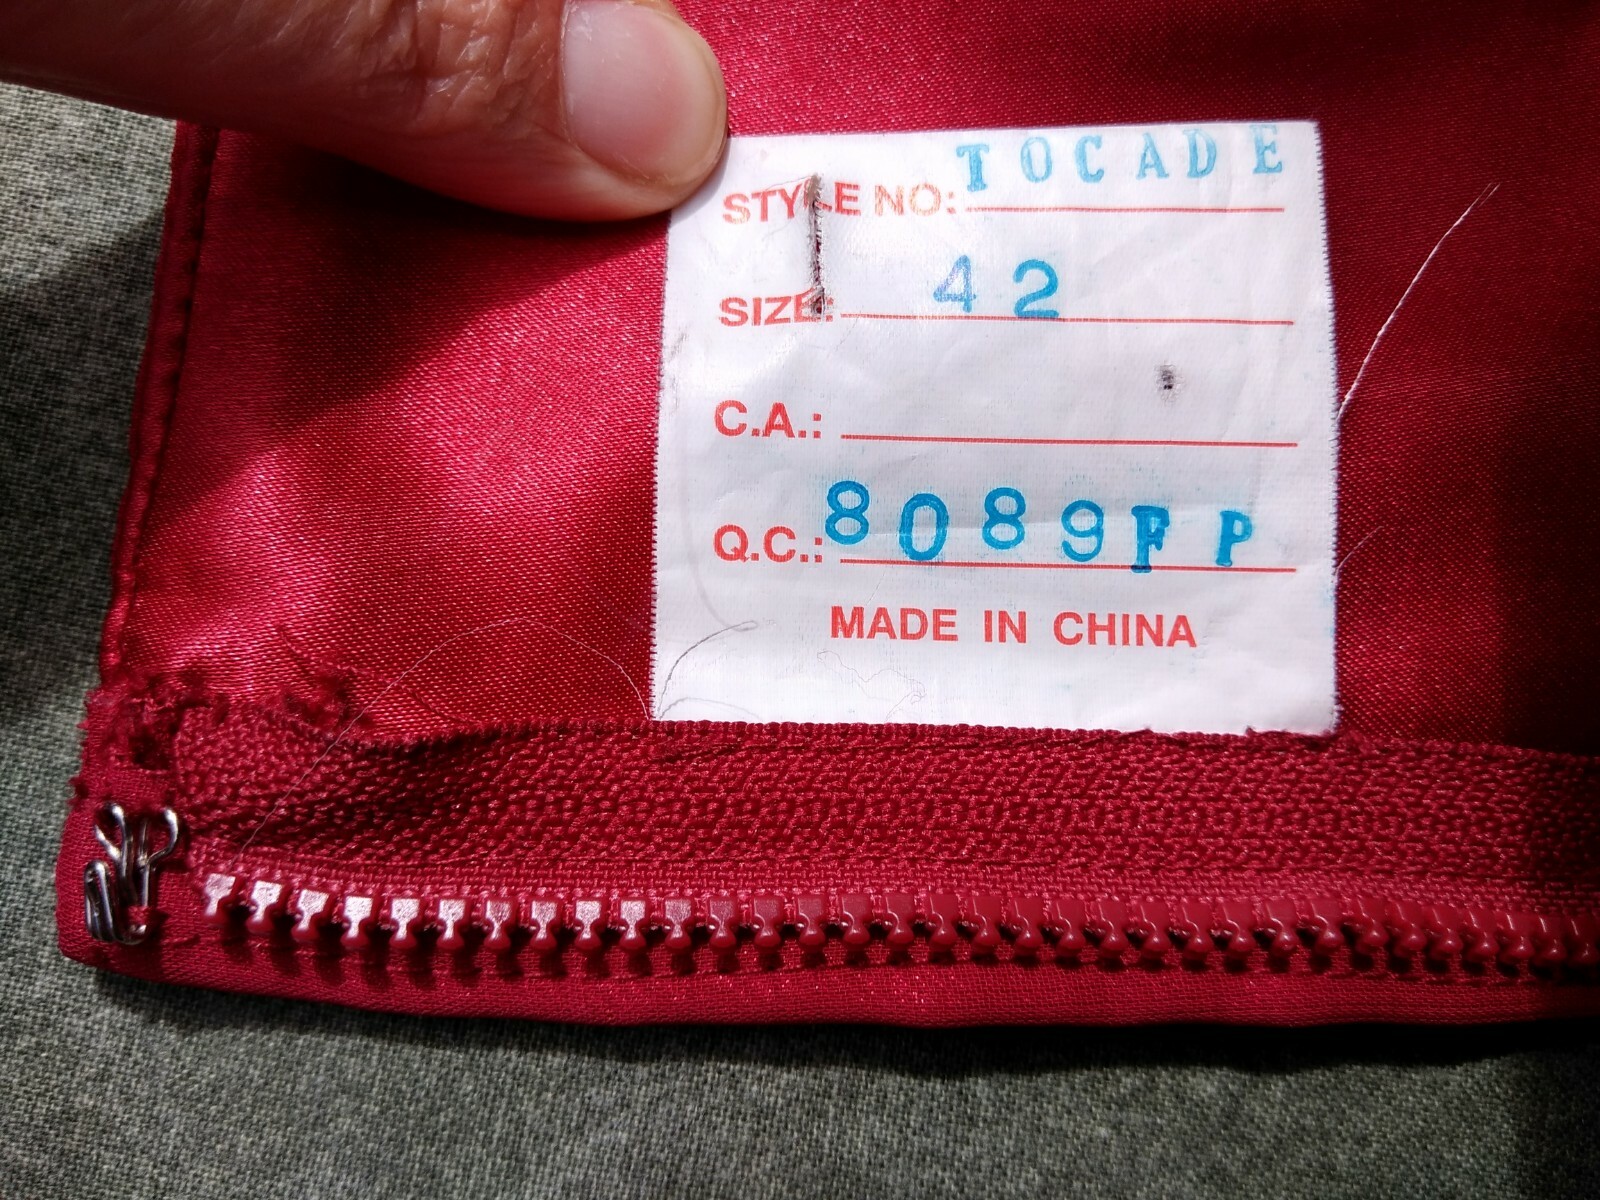 STYLE NO: TOCADE
SIZE: 42
C.A.:
Q.C.: 8089FP
MADE IN CHINA